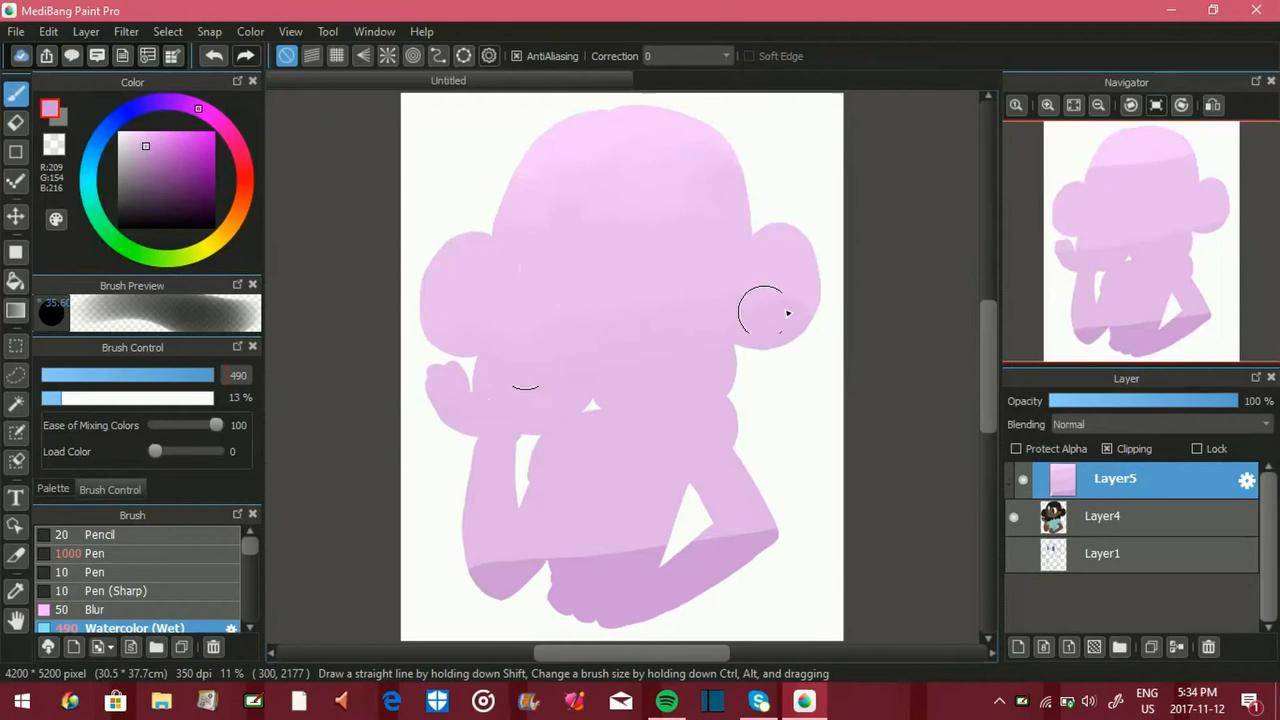 MediBang Paint Pro
File Edit Layer Filter Select Snap Color View Tool Window Help
AntiAliasing Correction 0 Soft Edge
Color
Untitled
Navigator
R:209
G:154
B:216
Brush Preview
* 35.60
Brush Control
490
13 %
Ease of Mixing Colors 100
Load Color 0
Palette Brush Control
Brush
20 Pencil
1000 Pen
10 Pen
10 Pen (Sharp)
50 Blur
490 Watercolor (Wet)
Layer
Opacity 100 %
Blending Normal
Protect Alpha Clipping Lock
Layer5
Layer4
Layer1
4200 * 5200 pixel (30.5 * 37.7cm) 350 dpi 11 % ( 300, 2177) Draw a straight line by holding down Shift, Change a brush size by holding down Ctrl, Alt, and dragging
ENG
US
5:34 PM
2017-11-12
1